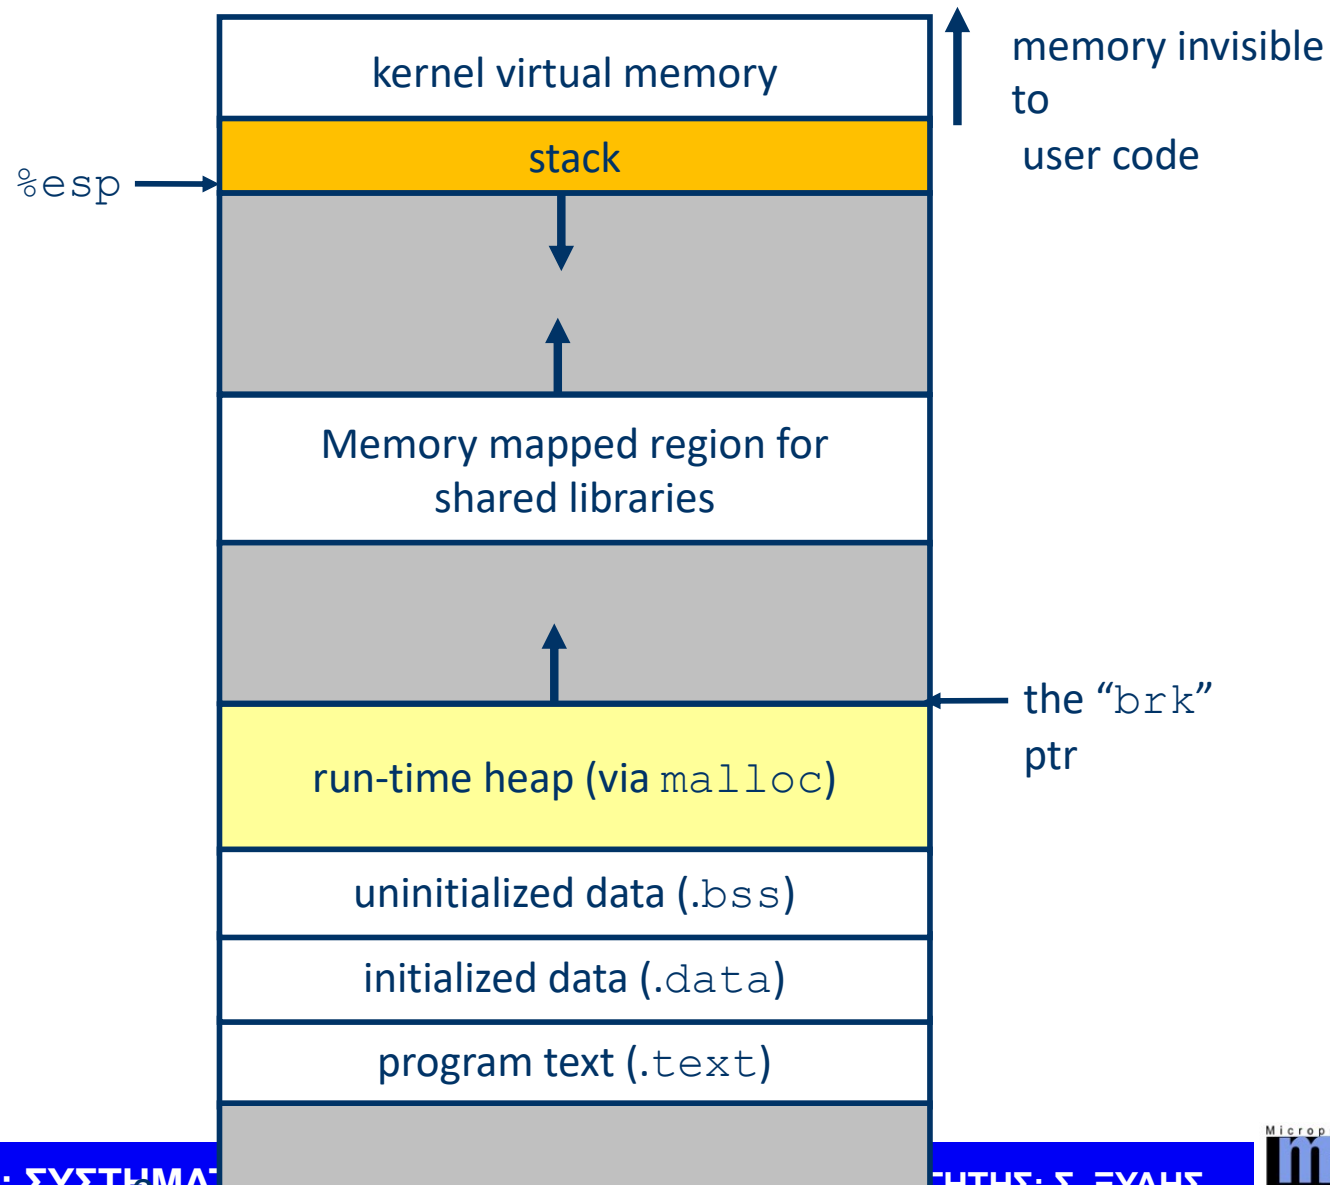 kernel virtual memory
memory invisible
to
user code
stack
%esp
Memory mapped region for
shared libraries
the “brk”
ptr
run-time heap (via malloc)
uninitialized data (.bss)
initialized data (.data)
program text (.text)